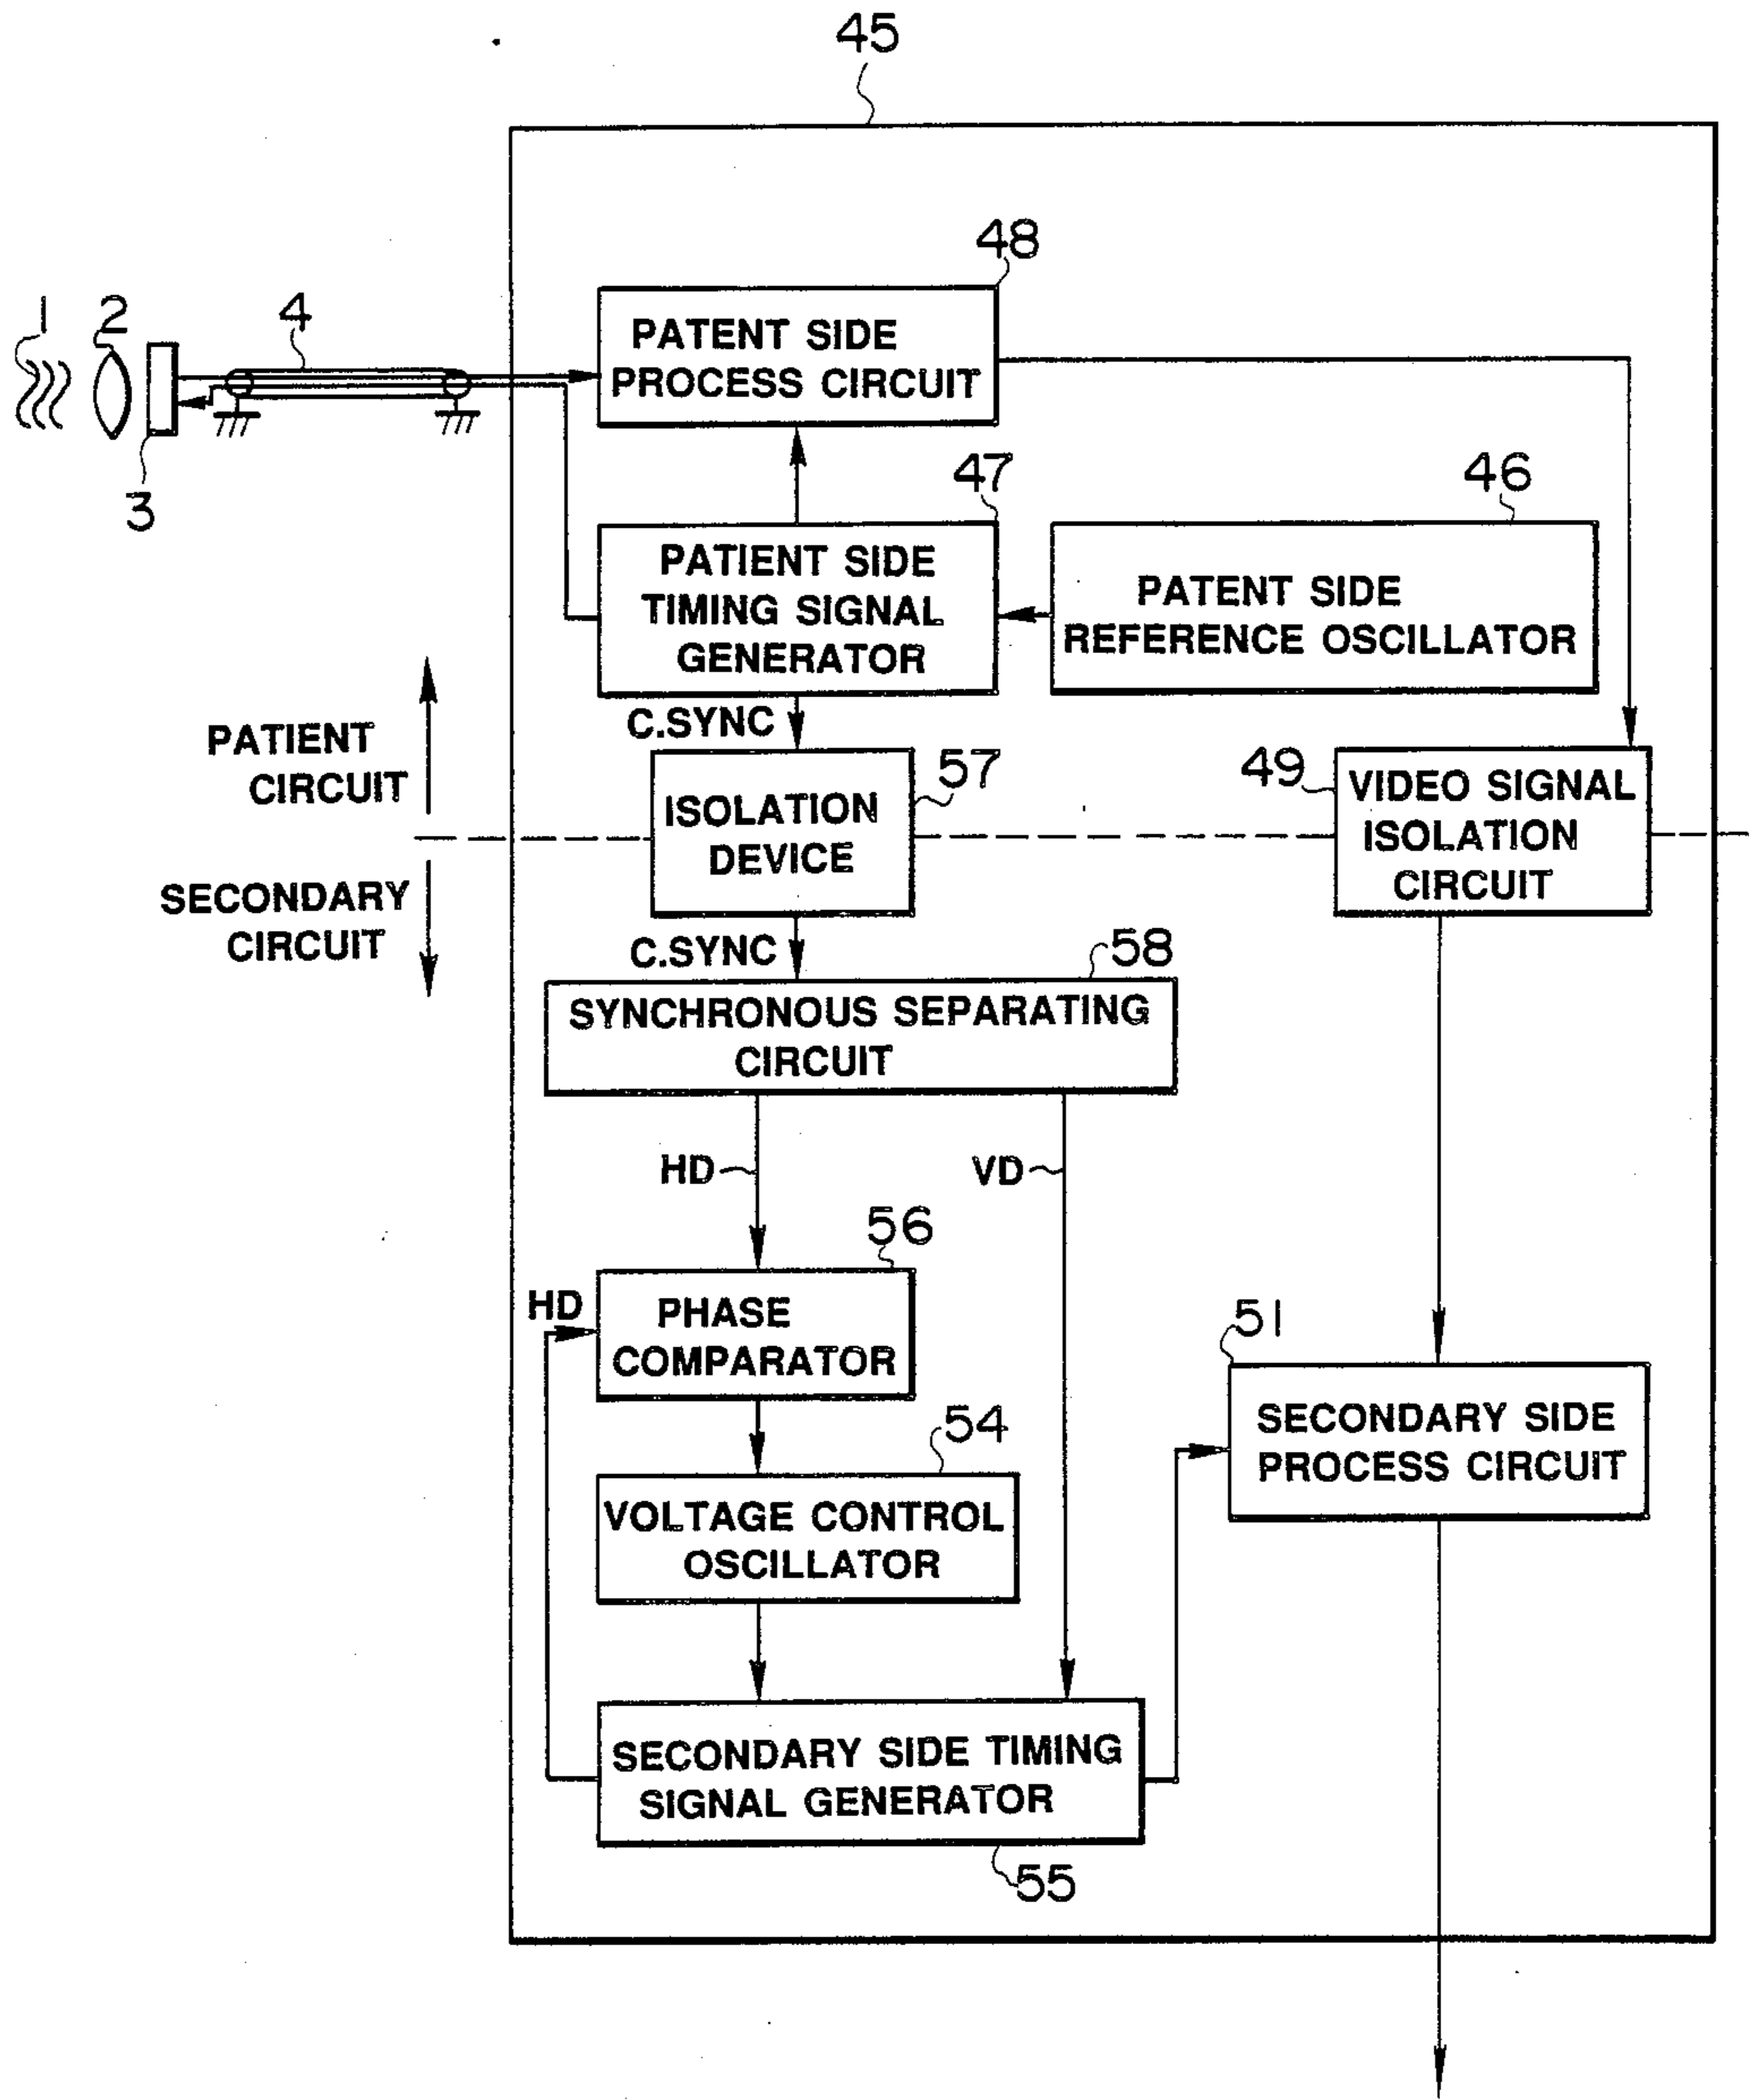 45
48
1
2
4
PATENT SIDE
PROCESS CIRCUIT
3
47
46
PATIENT SIDE
TIMING SIGNAL
GENERATOR
PATENT SIDE
REFERENCE OSCILLATOR
C.SYNC
PATIENT
CIRCUIT
57
49
ISOLATION
DEVICE
VIDEO SIGNAL
ISOLATION
CIRCUIT
SECONDARY
CIRCUIT
C.SYNC
58
SYNCHRONOUS SEPARATING
CIRCUIT
HD
VD
56
HD
PHASE
COMPARATOR
51
54
SECONDARY SIDE
PROCESS CIRCUIT
VOLTAGE CONTROL
OSCILLATOR
SECONDARY SIDE TIMING
SIGNAL GENERATOR
55